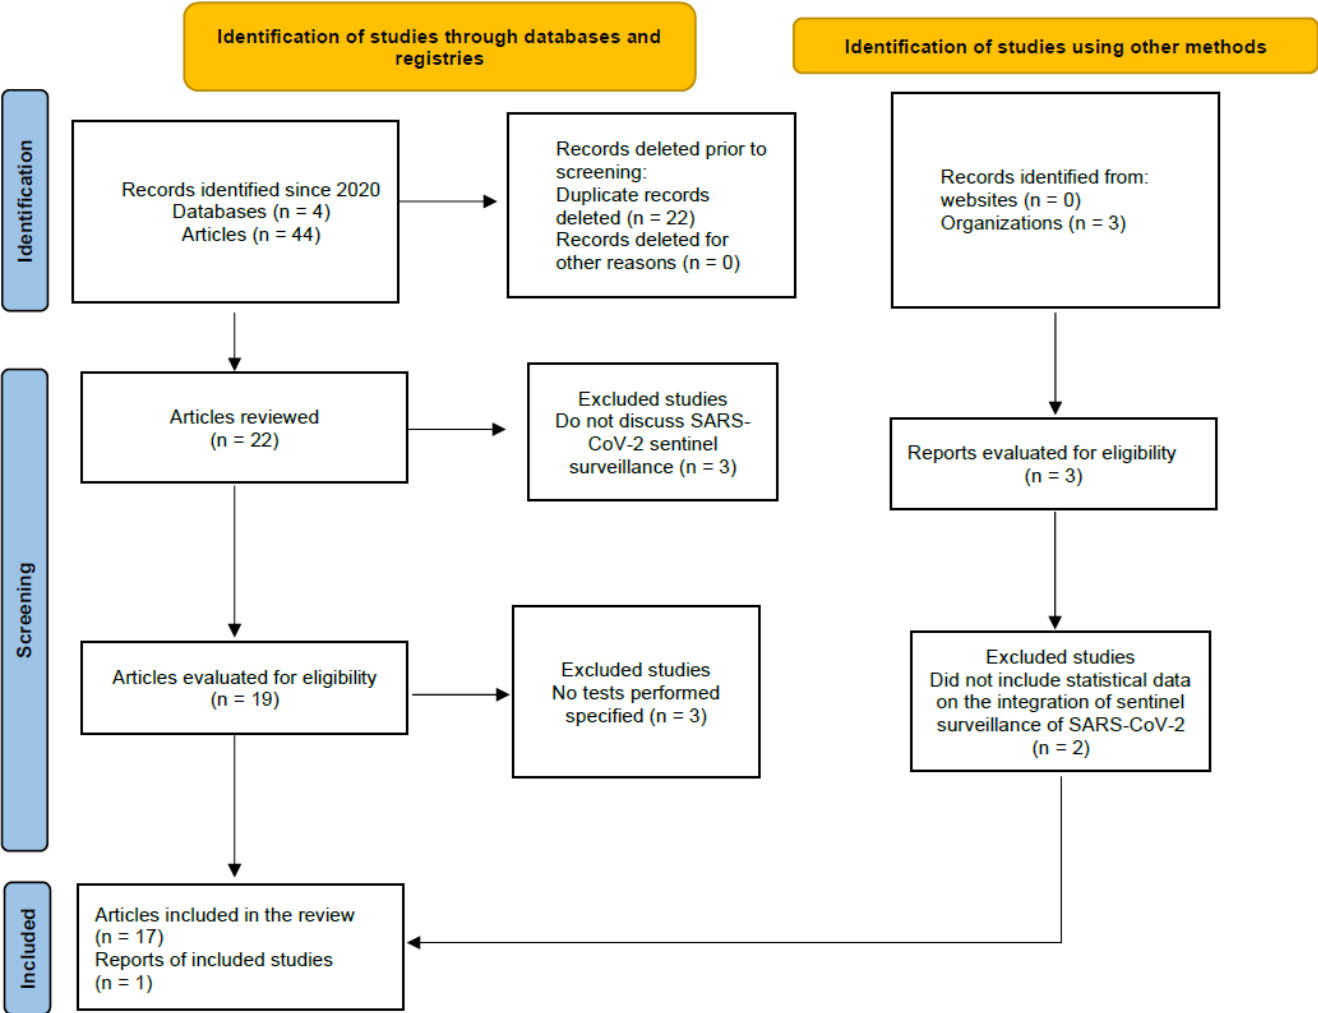 Identification of studies through databases and
registries
Identification of studies using other methods
Identification
Records identified since 2020
Databases (n = 4)
Articles (n = 44)
Records deleted prior to
screening:
Duplicate records
deleted (n = 22)
Records deleted for
other reasons (n = 0)
Records identified from:
websites (n = 0)
Organizations (n = 3)
Screening
Articles reviewed
(n = 22)
Excluded studies
Do not discuss SARS-
CoV-2 sentinel
surveillance (n = 3)
Reports evaluated for eligibility
(n = 3)
Articles evaluated for eligibility
(n = 19)
Excluded studies
No tests performed
specified (n = 3)
Excluded studies
Did not include statistical data
on the integration of sentinel
surveillance of SARS-CoV-2
(n = 2)
Included
Articles included in the review
(n = 17)
Reports of included studies
(n = 1)